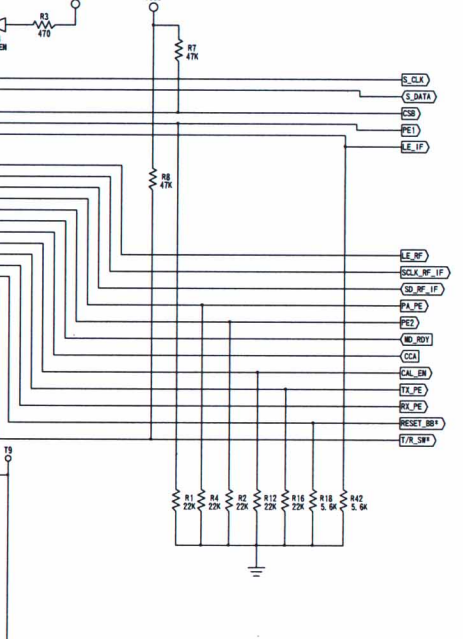 R3
470
EN
R7
47K
S_CLK
S_DATA
CSB
PE1
LE_IF
R8
47K
LE_RF
SCLK_RF_IF
SD_RF_IF
PA_PE
PE2
MD_RDY
CCA
CAL_EN
TX_PE
RX_PE
RESET_BB*
T/R_SW*
T9
R1 R4 R2 R12 R16 R18 R42
22K 22K 22K 22K 22K 5.6K 5.6K